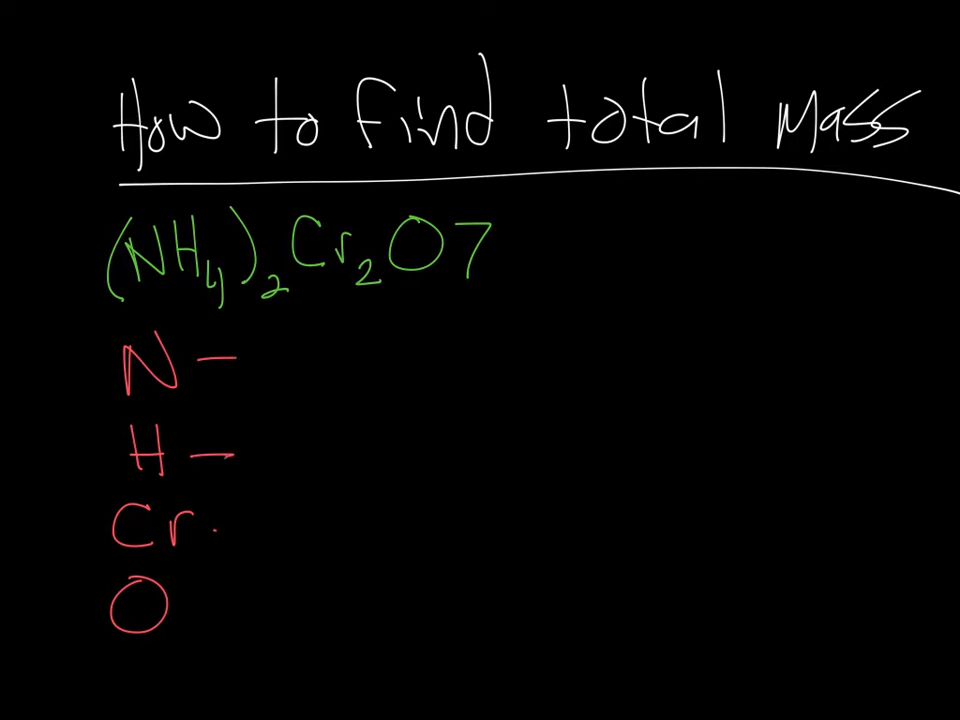 How to find total Mass
(NH₄)₂Cr₂O7
N -
H -
Cr -
O